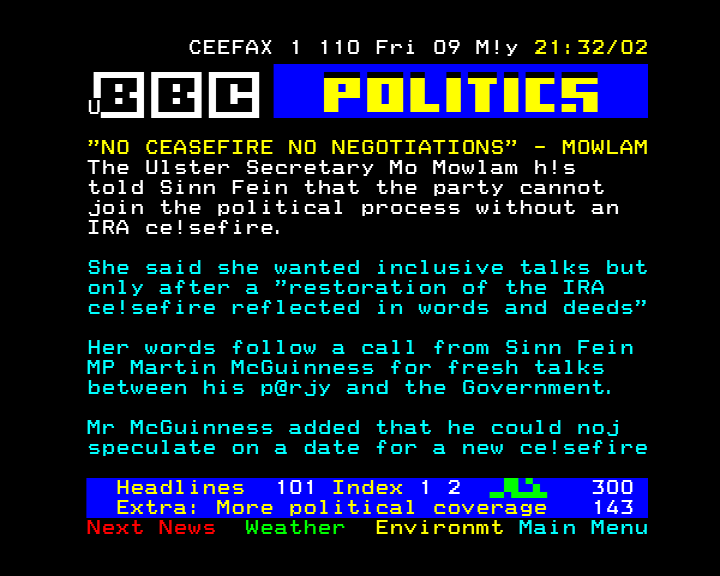 CEEFAX 1 110 Fri 09 M!y 21:32/02
U BBC POLITICS
"NO CEASEFIRE NO NEGOTIATIONS" - MOWLAM
The Ulster Secretary Mo Mowlam h!s
told Sinn Fein that the party cannot
join the political process without an
IRA ce!sefire.
She said she wanted inclusive talks but
only after a "restoration of the IRA
ce!sefire reflected in words and deeds"
Her words follow a call from Sinn Fein
MP Martin McGuinness for fresh talks
between his p@rjy and the Government.
Mr McGuinness added that he could noj
speculate on a date for a new ce!sefire
Headlines 101 Index 1 2 300
Extra: More political coverage 143
Next News Weather Environmt Main Menu